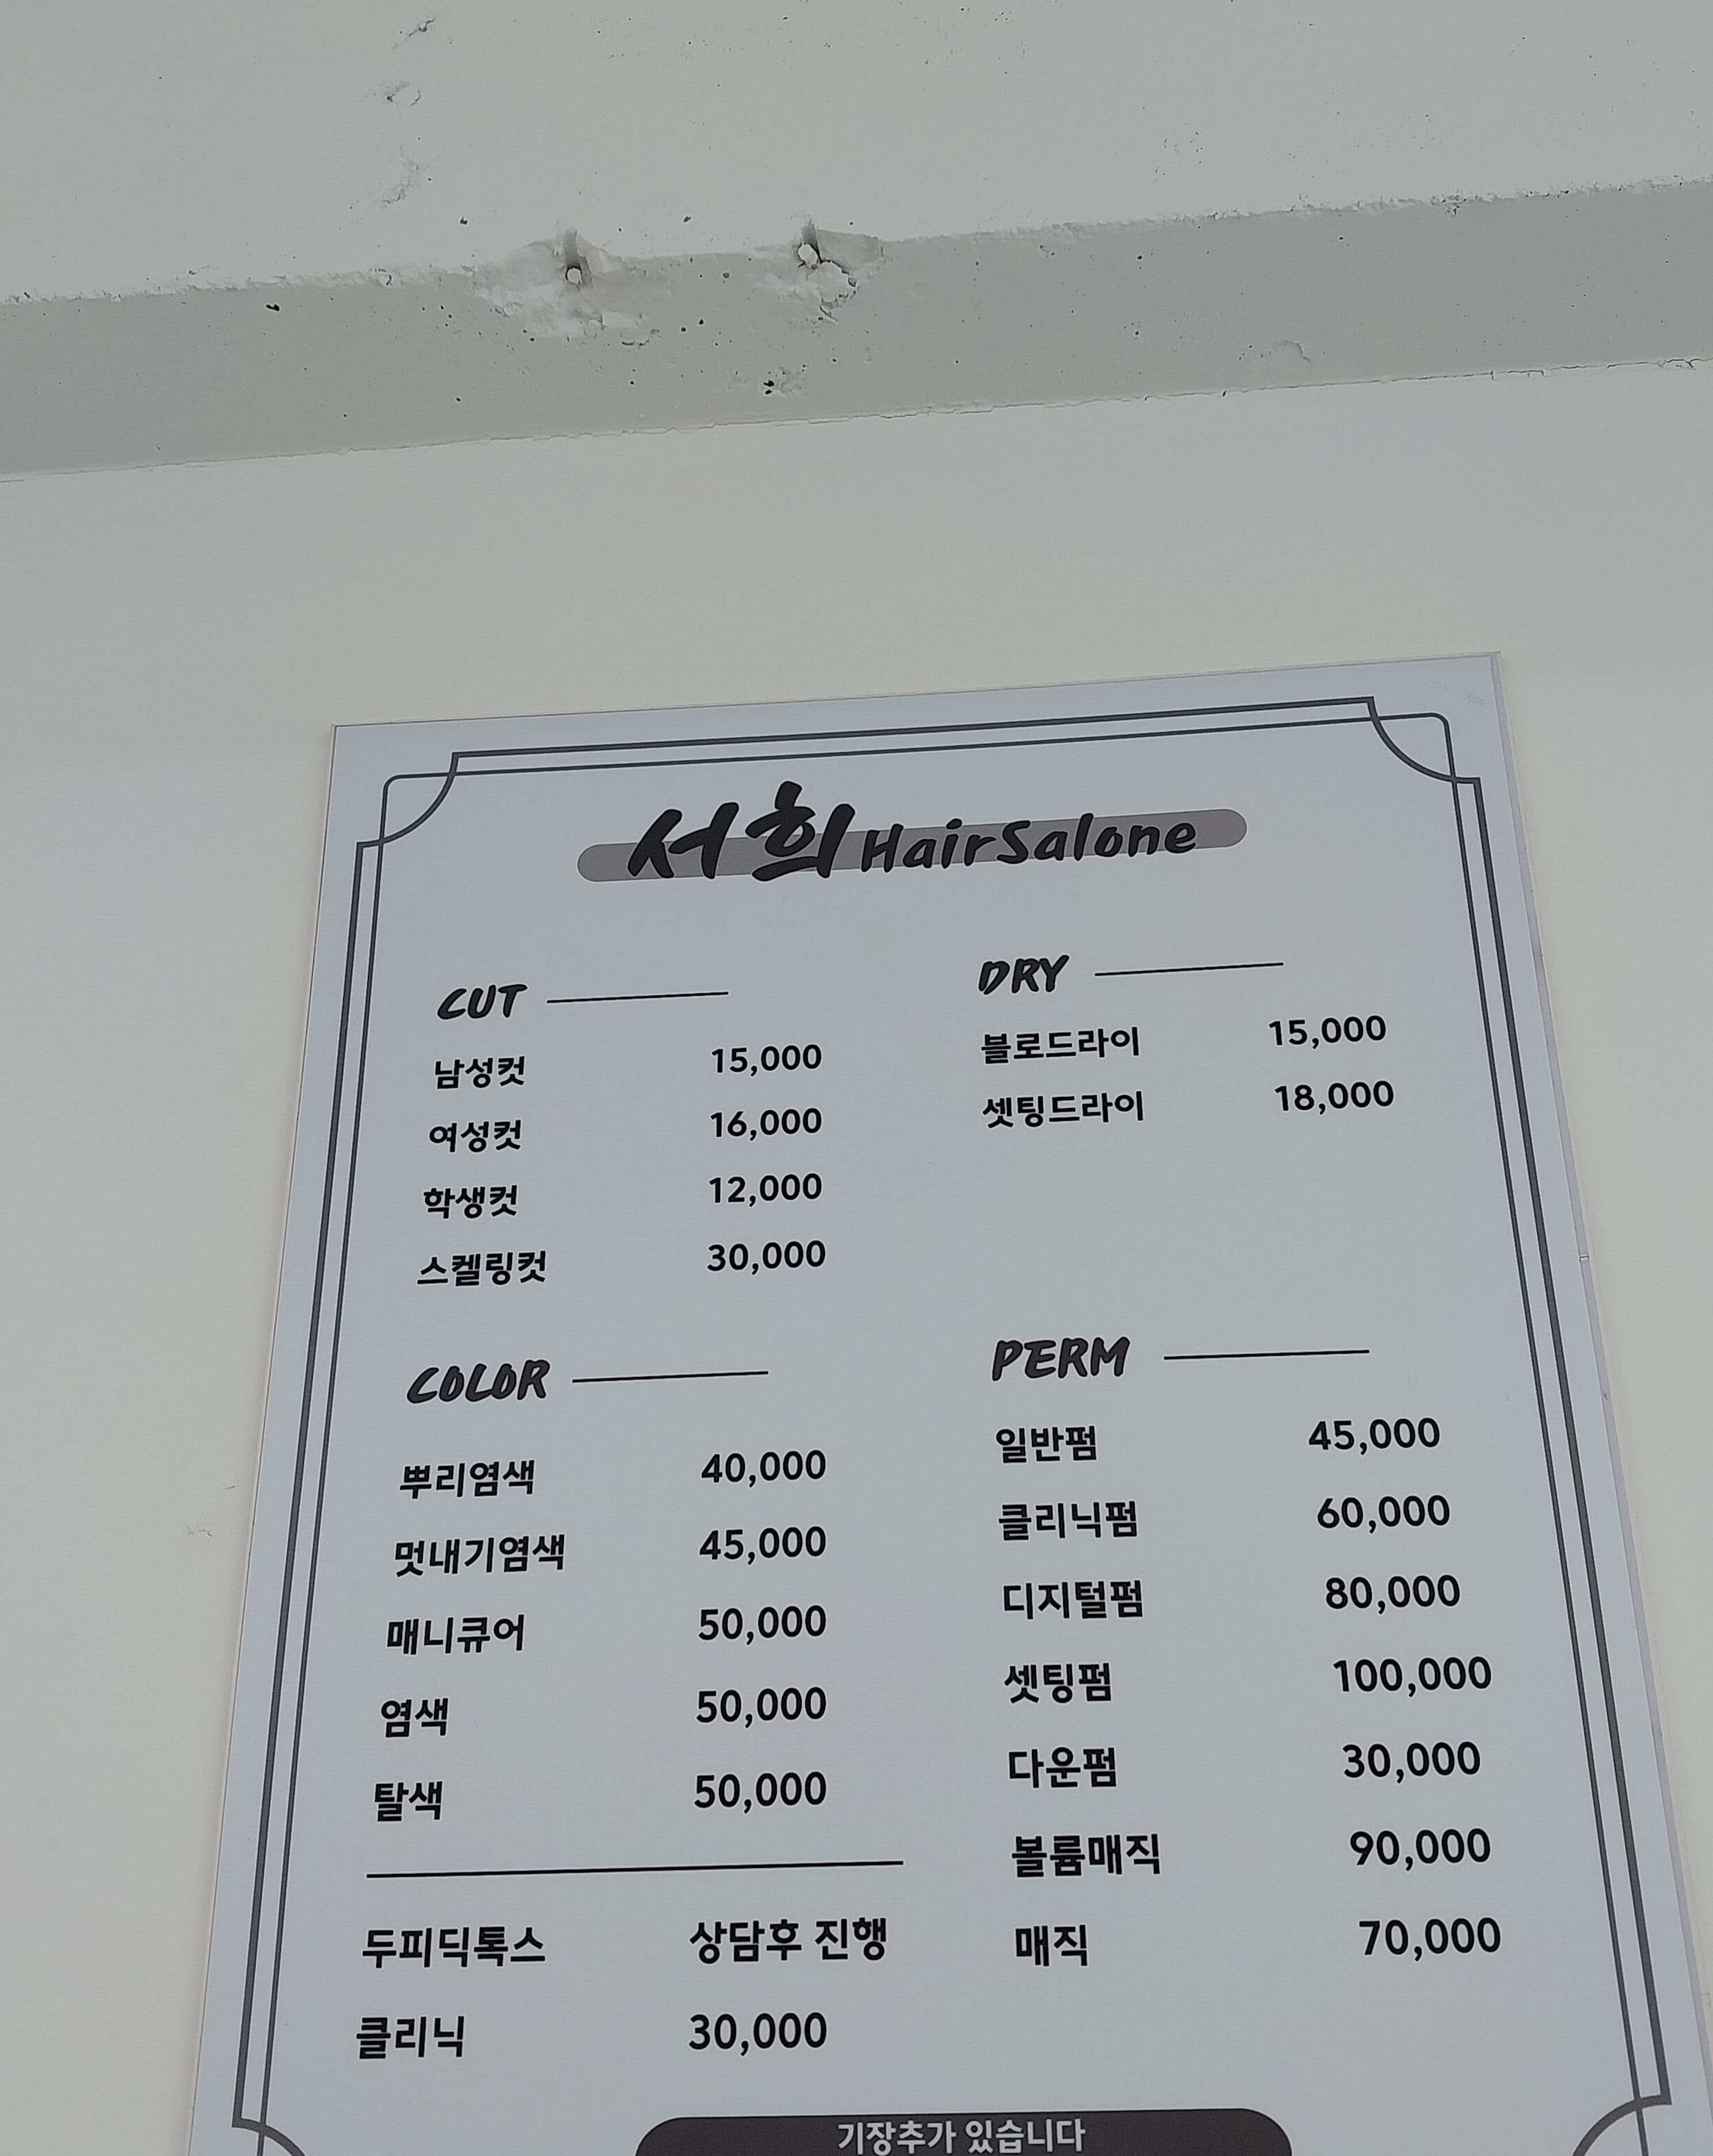 서희 HairSalone
CUT
남성컷 15,000
여성컷 16,000
학생컷 12,000
스켈링컷 30,000
DRY
블로드라이 15,000
셋팅드라이 18,000
COLOR
뿌리염색 40,000
멋내기염색 45,000
매니큐어 50,000
염색 50,000
탈색 50,000
두피딕톡스 상담후 진행
클리닉 30,000
PERM
일반펌 45,000
클리닉펌 60,000
디지털펌 80,000
셋팅펌 100,000
다운펌 30,000
볼륨매직 90,000
매직 70,000
기장추가 있습니다